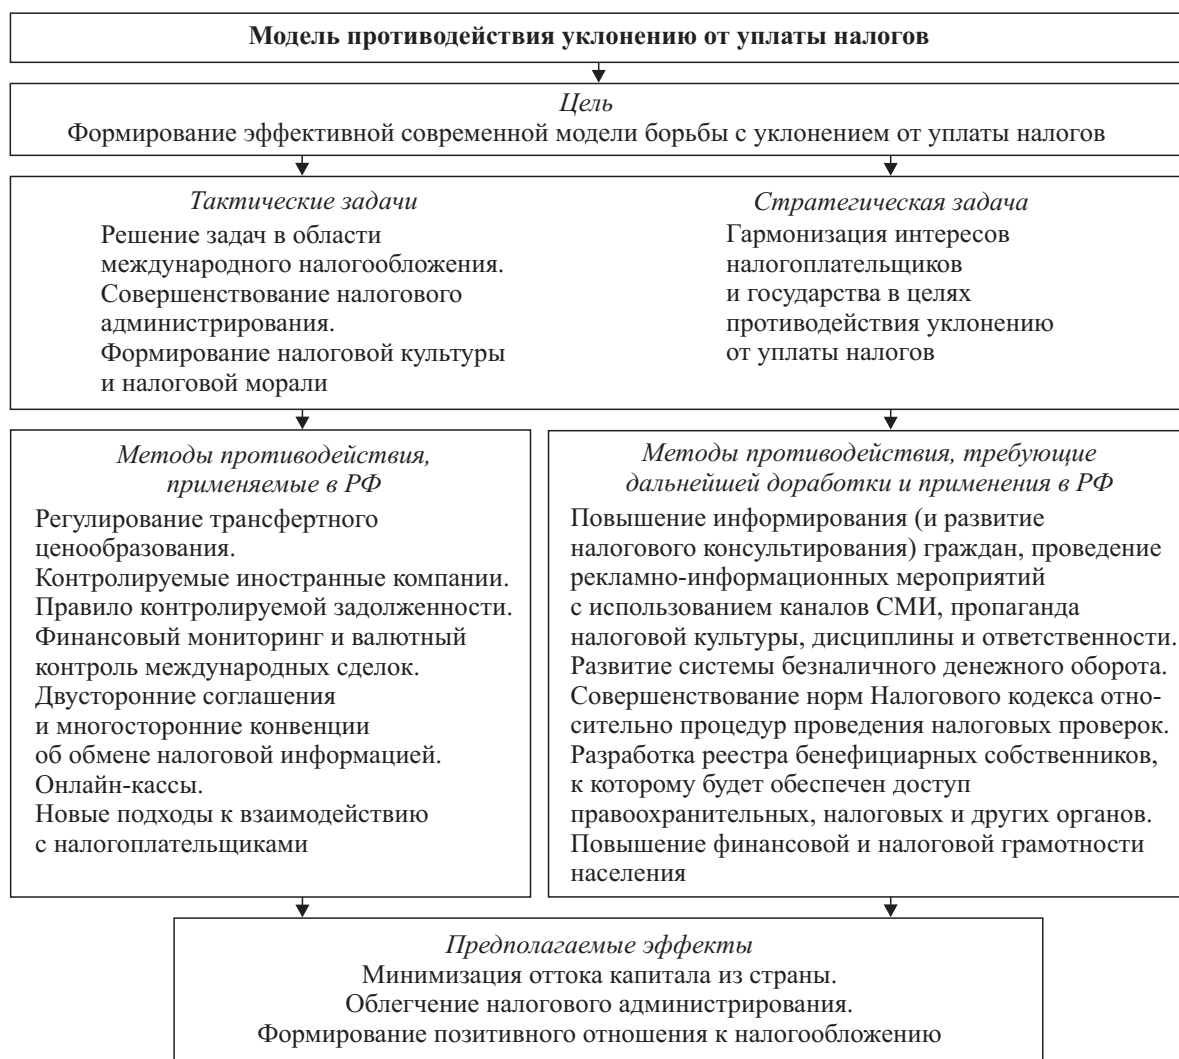 Модель противодействия уклонению от уплаты налогов
Цель
Формирование эффективной современной модели борьбы с уклонением от уплаты налогов
Тактические задачи
Решение задач в области
международного налогообложения.
Совершенствование налогового
администрирования.
Формирование налоговой культуры
и налоговой морали
Стратегическая задача
Гармонизация интересов
налогоплательщиков
и государства в целях
противодействия уклонению
от уплаты налогов
Методы противодействия,
применяемые в РФ
Регулирование трансфертного
ценообразования.
Контролируемые иностранные компании.
Правило контролируемой задолженности.
Финансовый мониторинг и валютный
контроль международных сделок.
Двусторонние соглашения
и многосторонние конвенции
об обмене налоговой информацией.
Онлайн-кассы.
Новые подходы к взаимодействию
с налогоплательщиками
Методы противодействия, требующие
дальнейшей доработки и применения в РФ
Повышение информирования (и развитие
налогового консультирования) граждан, проведение
рекламно-информационных мероприятий
с использованием каналов СМИ, пропаганда
налоговой культуры, дисциплины и ответственности.
Развитие системы безналичного денежного оборота.
Совершенствование норм Налогового кодекса отно-
сительно процедур проведения налоговых проверок.
Разработка реестра бенефициарных собственников,
к которому будет обеспечен доступ
правоохранительных, налоговых и других органов.
Повышение финансовой и налоговой грамотности
населения
Предполагаемые эффекты
Минимизация оттока капитала из страны.
Облегчение налогового администрирования.
Формирование позитивного отношения к налогообложению